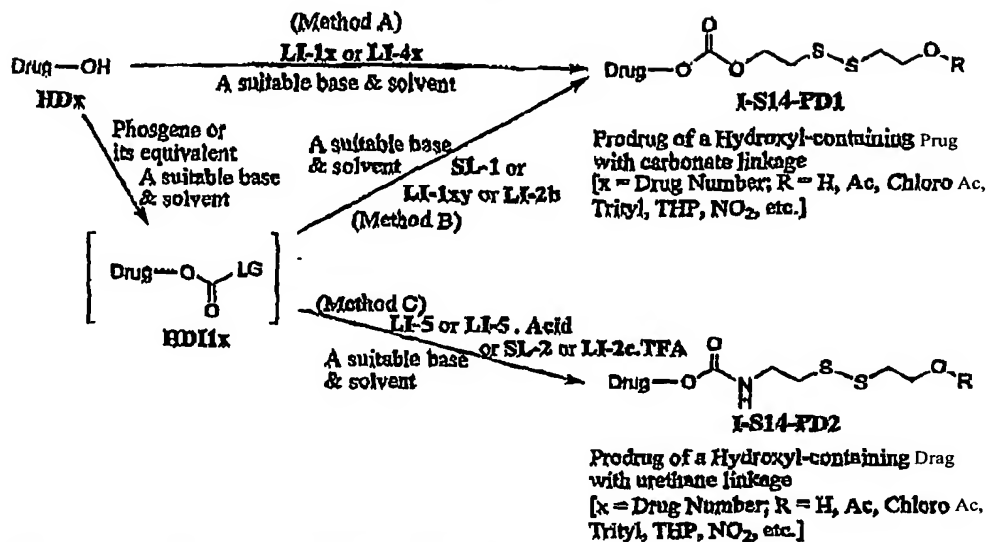 (Method A)
LI-1x or LI-4x
A suitable base & solvent
Drug—OH
HDx
Phosgene or
its equivalent
A suitable base
& solvent
Drug O O O S S O R
I-S14-PD1
Prodrug of a Hydroxyl-containing Prug
with carbonate linkage
[x = Drug Number; R = H, Ac, Chloro Ac,
Trityl, THP, NO₂, etc.]
A suitable base
& solvent
SL-1 or
LI-1xy or LI-2b
(Method B)
[ Drug O LG O ]
HDI1x
(Method C)
LI-5 or LI-5 . Acid
or SL-2 or LI-2c.TFA
A suitable base
& solvent
Drug O O N H S S O R
I-S14-PD2
Prodrug of a Hydroxyl-containing Drag
with urethane linkage
[x = Drug Number; R = H, Ac, Chloro Ac,
Trityl, THP, NO₂, etc.]